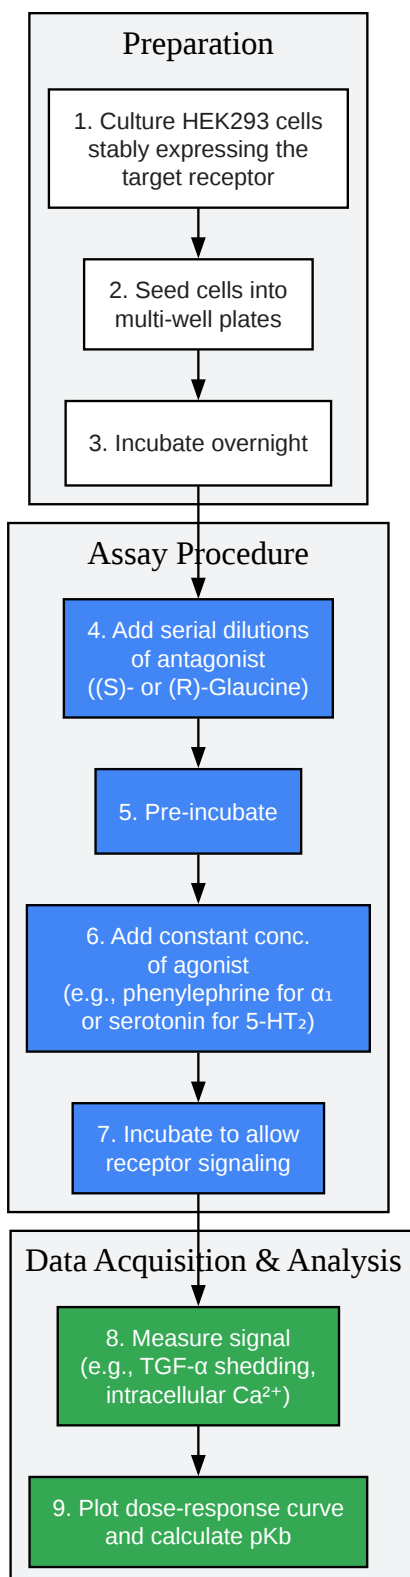 Preparation
1. Culture HEK293 cells
stably expressing the
target receptor
2. Seed cells into
multi-well plates
3. Incubate overnight
Assay Procedure
4. Add serial dilutions
of antagonist
((S)- or (R)-Glaucine)
5. Pre-incubate
6. Add constant conc.
of agonist
(e.g., phenylephrine for α₁
or serotonin for 5-HT₂)
7. Incubate to allow
receptor signaling
Data Acquisition & Analysis
8. Measure signal
(e.g., TGF-α shedding,
intracellular Ca²⁺)
9. Plot dose-response curve
and calculate pKb